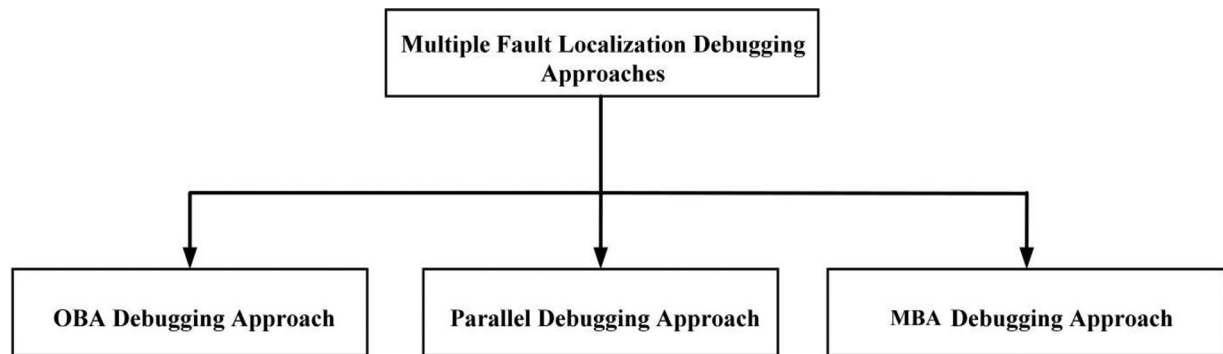 Multiple Fault Localization Debugging
Approaches
OBA Debugging Approach
Parallel Debugging Approach
MBA Debugging Approach